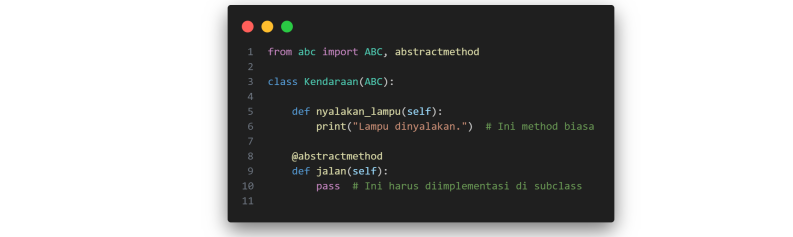 1 from abc import ABC, abstractmethod
2
3 class Kendaraan(ABC):
4
5     def nyalakan_lampu(self):
6         print("Lampu dinyalakan.")  # Ini method biasa
7
8     @abstractmethod
9     def jalan(self):
10         pass  # Ini harus diimplementasi di subclass
11